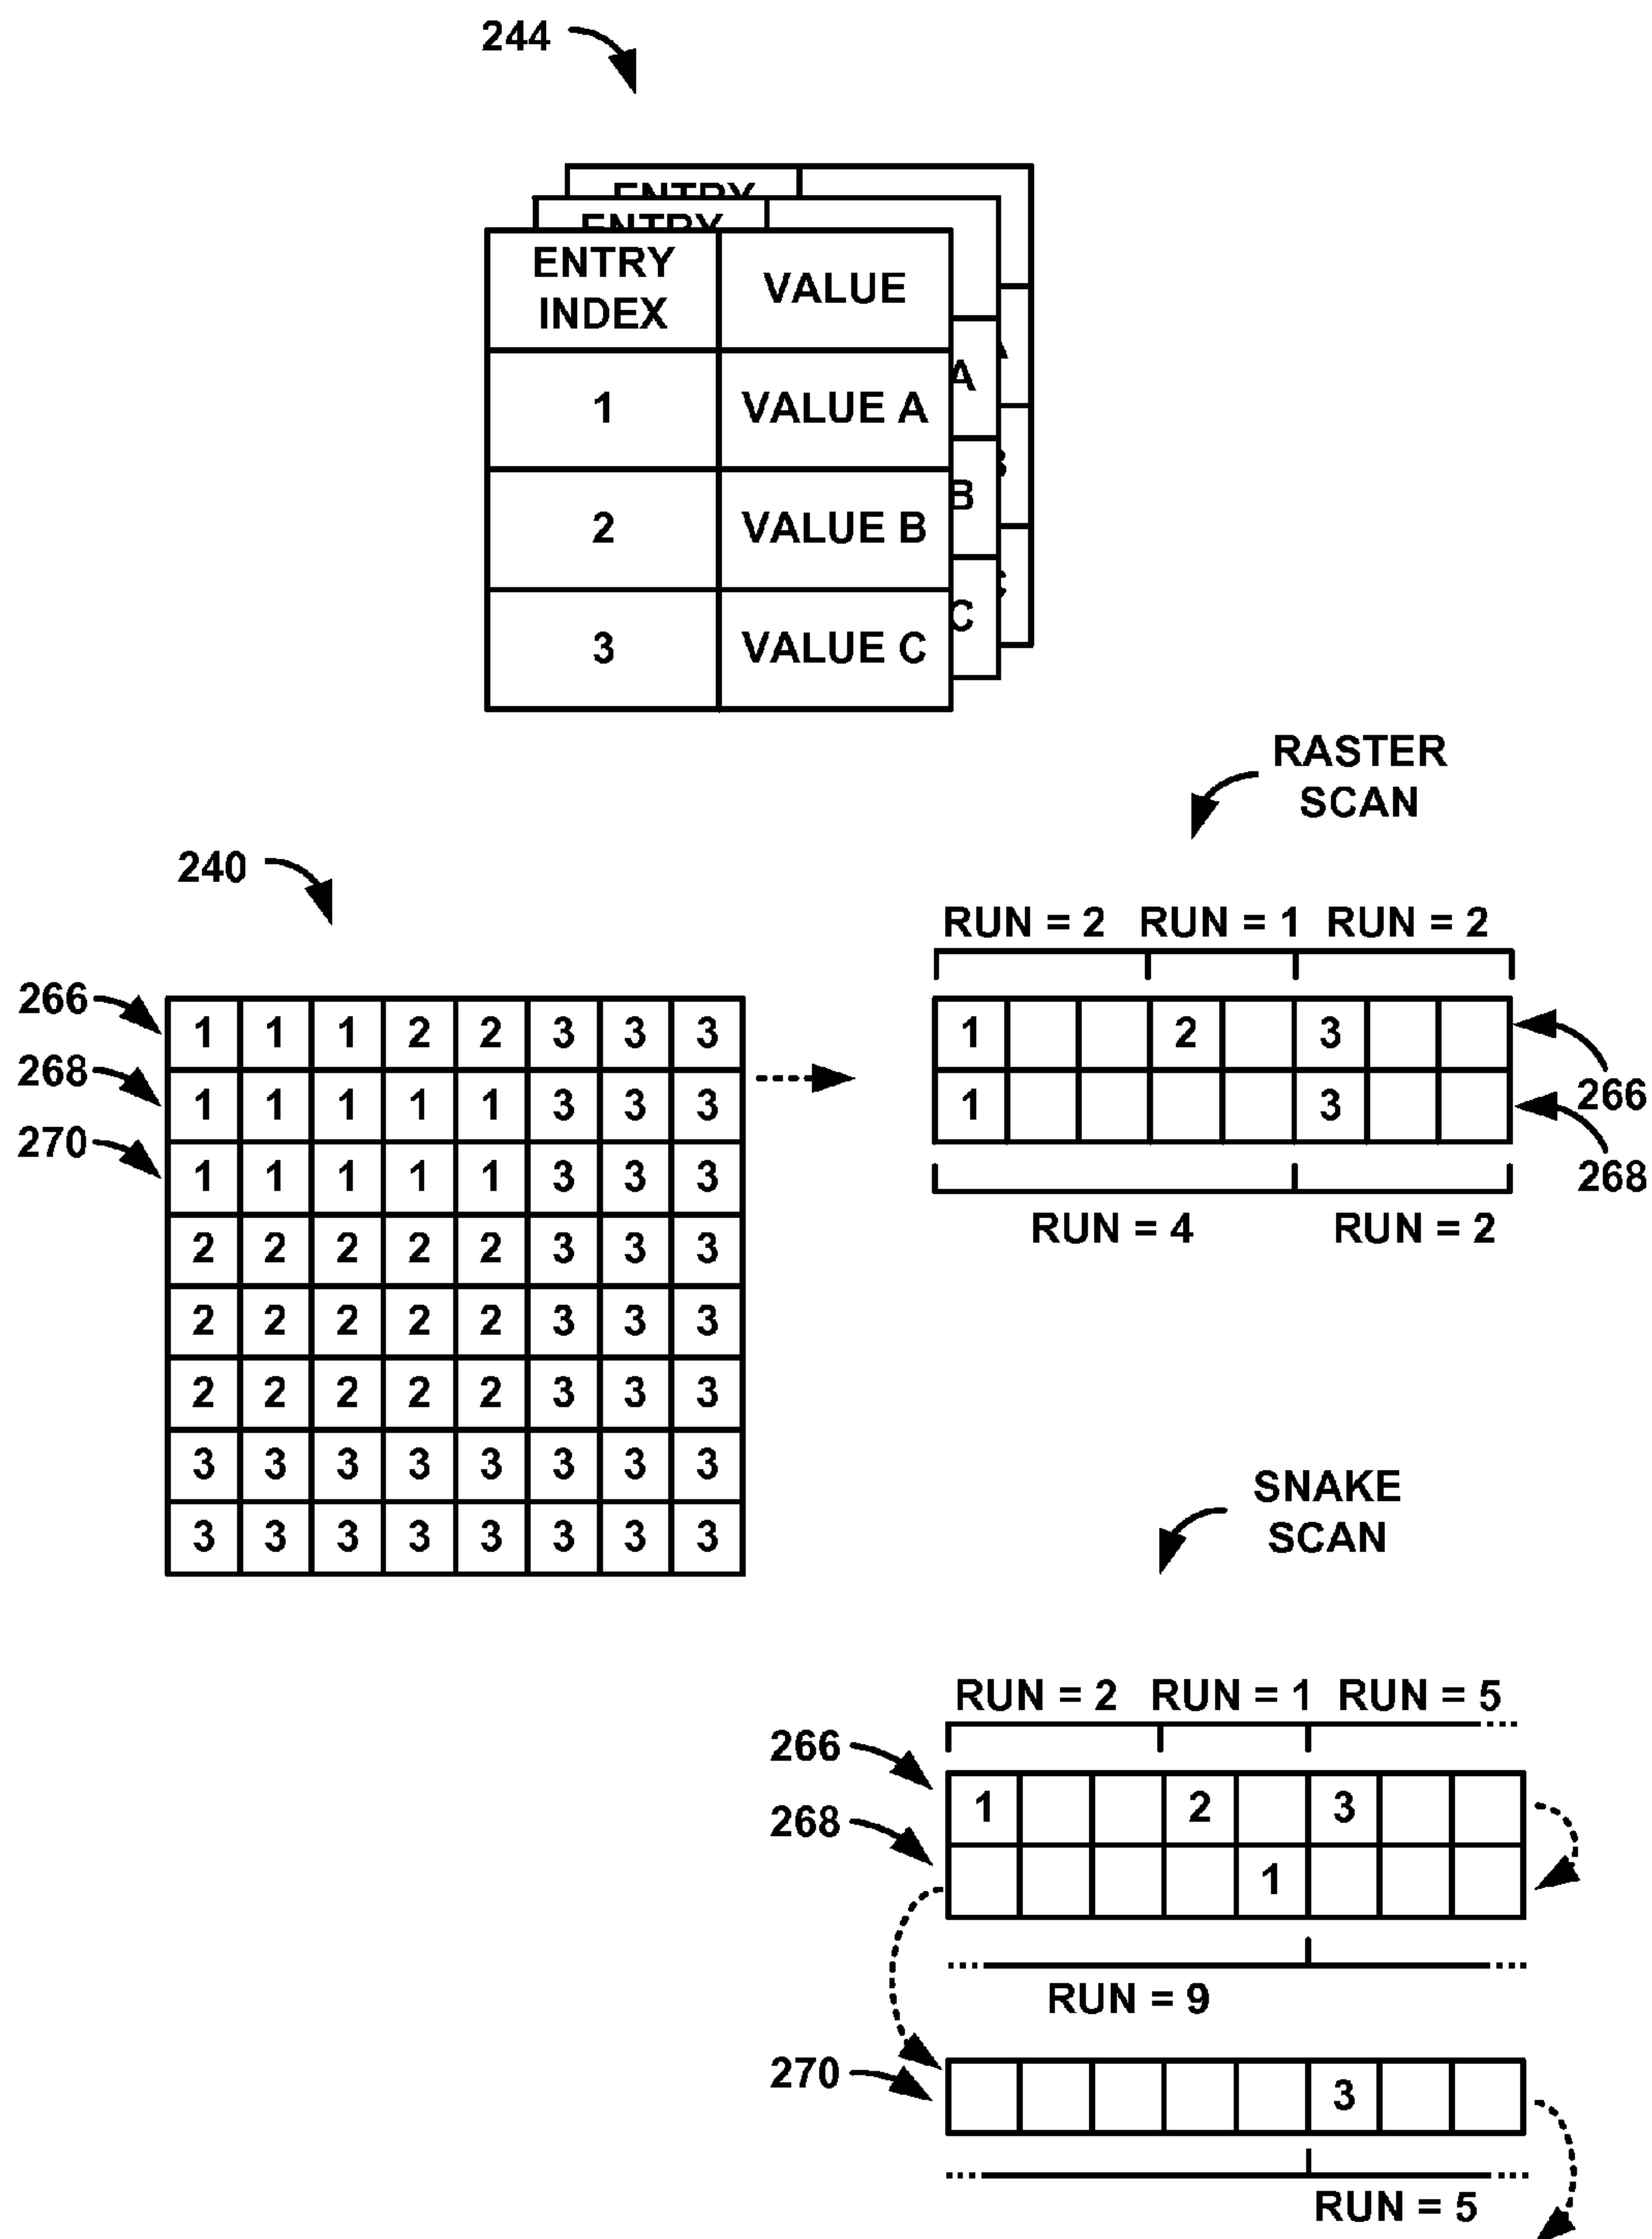 244
ENTRY
ENTRY
ENTRY INDEX VALUE
1 VALUE A
2 VALUE B
3 VALUE C
A
B
C
RASTER
SCAN
240
RUN = 2 RUN = 1 RUN = 2
266
268
270
1 1 1 2 2 3 3 3
1 1 1 1 1 3 3 3
1 1 1 1 1 3 3 3
2 2 2 2 2 3 3 3
2 2 2 2 2 3 3 3
2 2 2 2 2 3 3 3
3 3 3 3 3 3 3 3
3 3 3 3 3 3 3 3
1 2 3
1 3
266
268
RUN = 4 RUN = 2
SNAKE
SCAN
RUN = 2 RUN = 1 RUN = 5
266
1 2 3
268
1
RUN = 9
270
3
RUN = 5